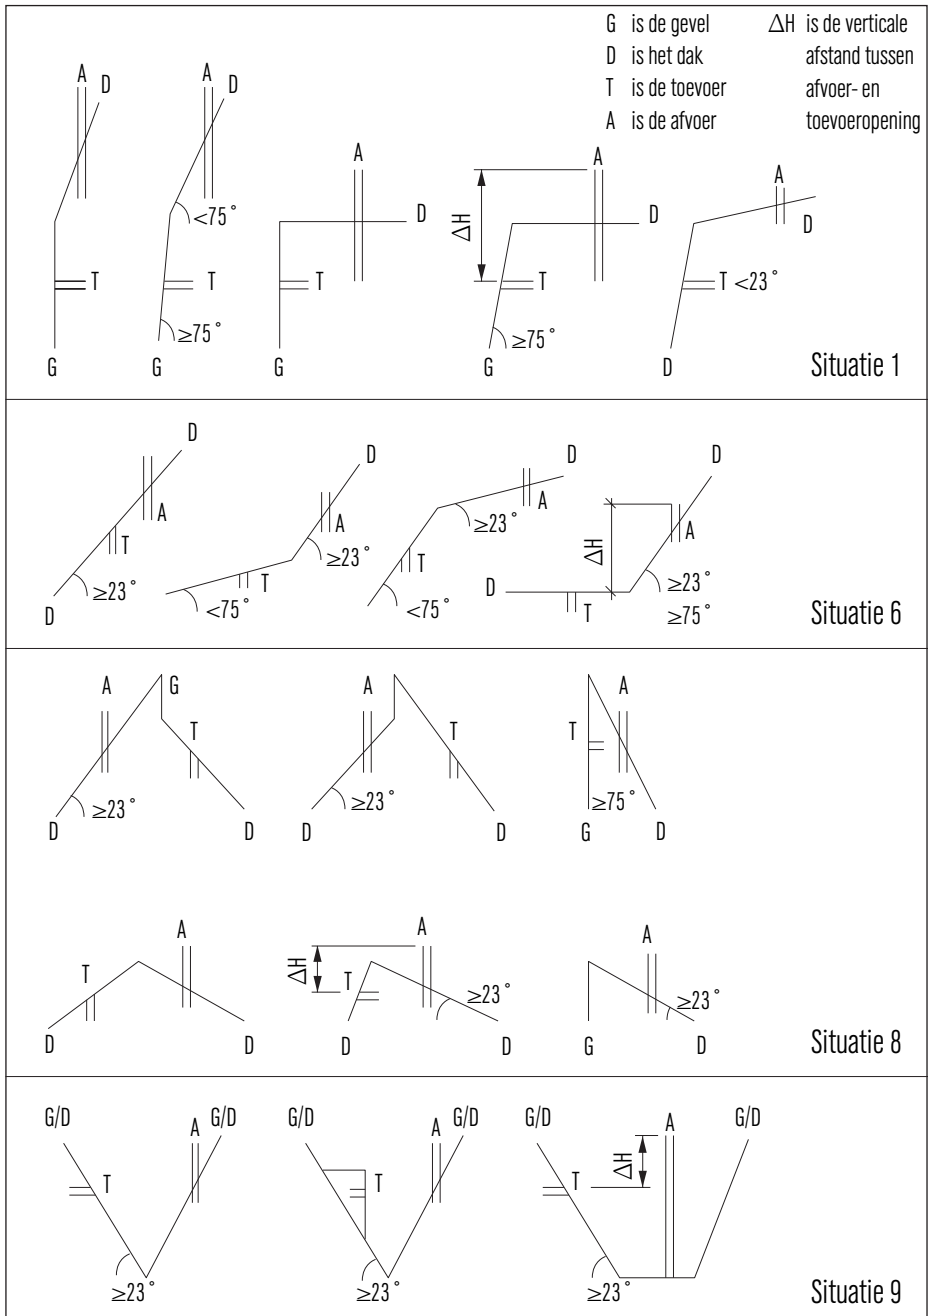 G is de gevel
D is het dak
T is de toevoer
A is de afvoer
ΔH is de verticale
afstand tussen
afvoer- en
toevoeropening
A D
A D
<75°
A
A
ΔH
D
D
A
D
T
T
T
T
T <23°
≥75°
≥75°
G
G
G
G
D
Situatie 1
D
A
T
≥23°
D
D
A
≥23°
T
<75°
D
A
≥23°
T
<75°
D
A
ΔH
≥23°
≥75°
D
T
Situatie 6
A G
T
≥23°
D D
A
T
≥23°
D D
A
T
≥75°
G D
A
T
D D
A
ΔH
T
≥23°
D D
A
≥23°
G D
Situatie 8
G/D A G/D
T
≥23°
G/D A G/D
T
≥23°
G/D A G/D
ΔH
T
≥23°
Situatie 9